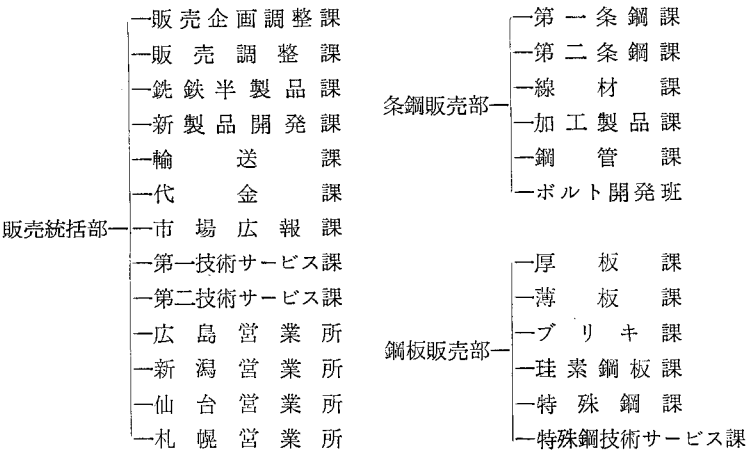 販売統括部
販売企画調整課
販売調整課
銑鉄半製品課
新製品開発課
輸送課
代金課
市場広報課
第一技術サービス課
第二技術サービス課
広島営業所
新潟営業所
仙台営業所
札幌営業所
条鋼販売部
第一条鋼課
第二条鋼課
線材課
加工製品課
鋼管課
ボルト開発班
鋼板販売部
厚板課
薄板課
ブリキ課
珪素鋼板課
特殊鋼課
特殊鋼技術サービス課